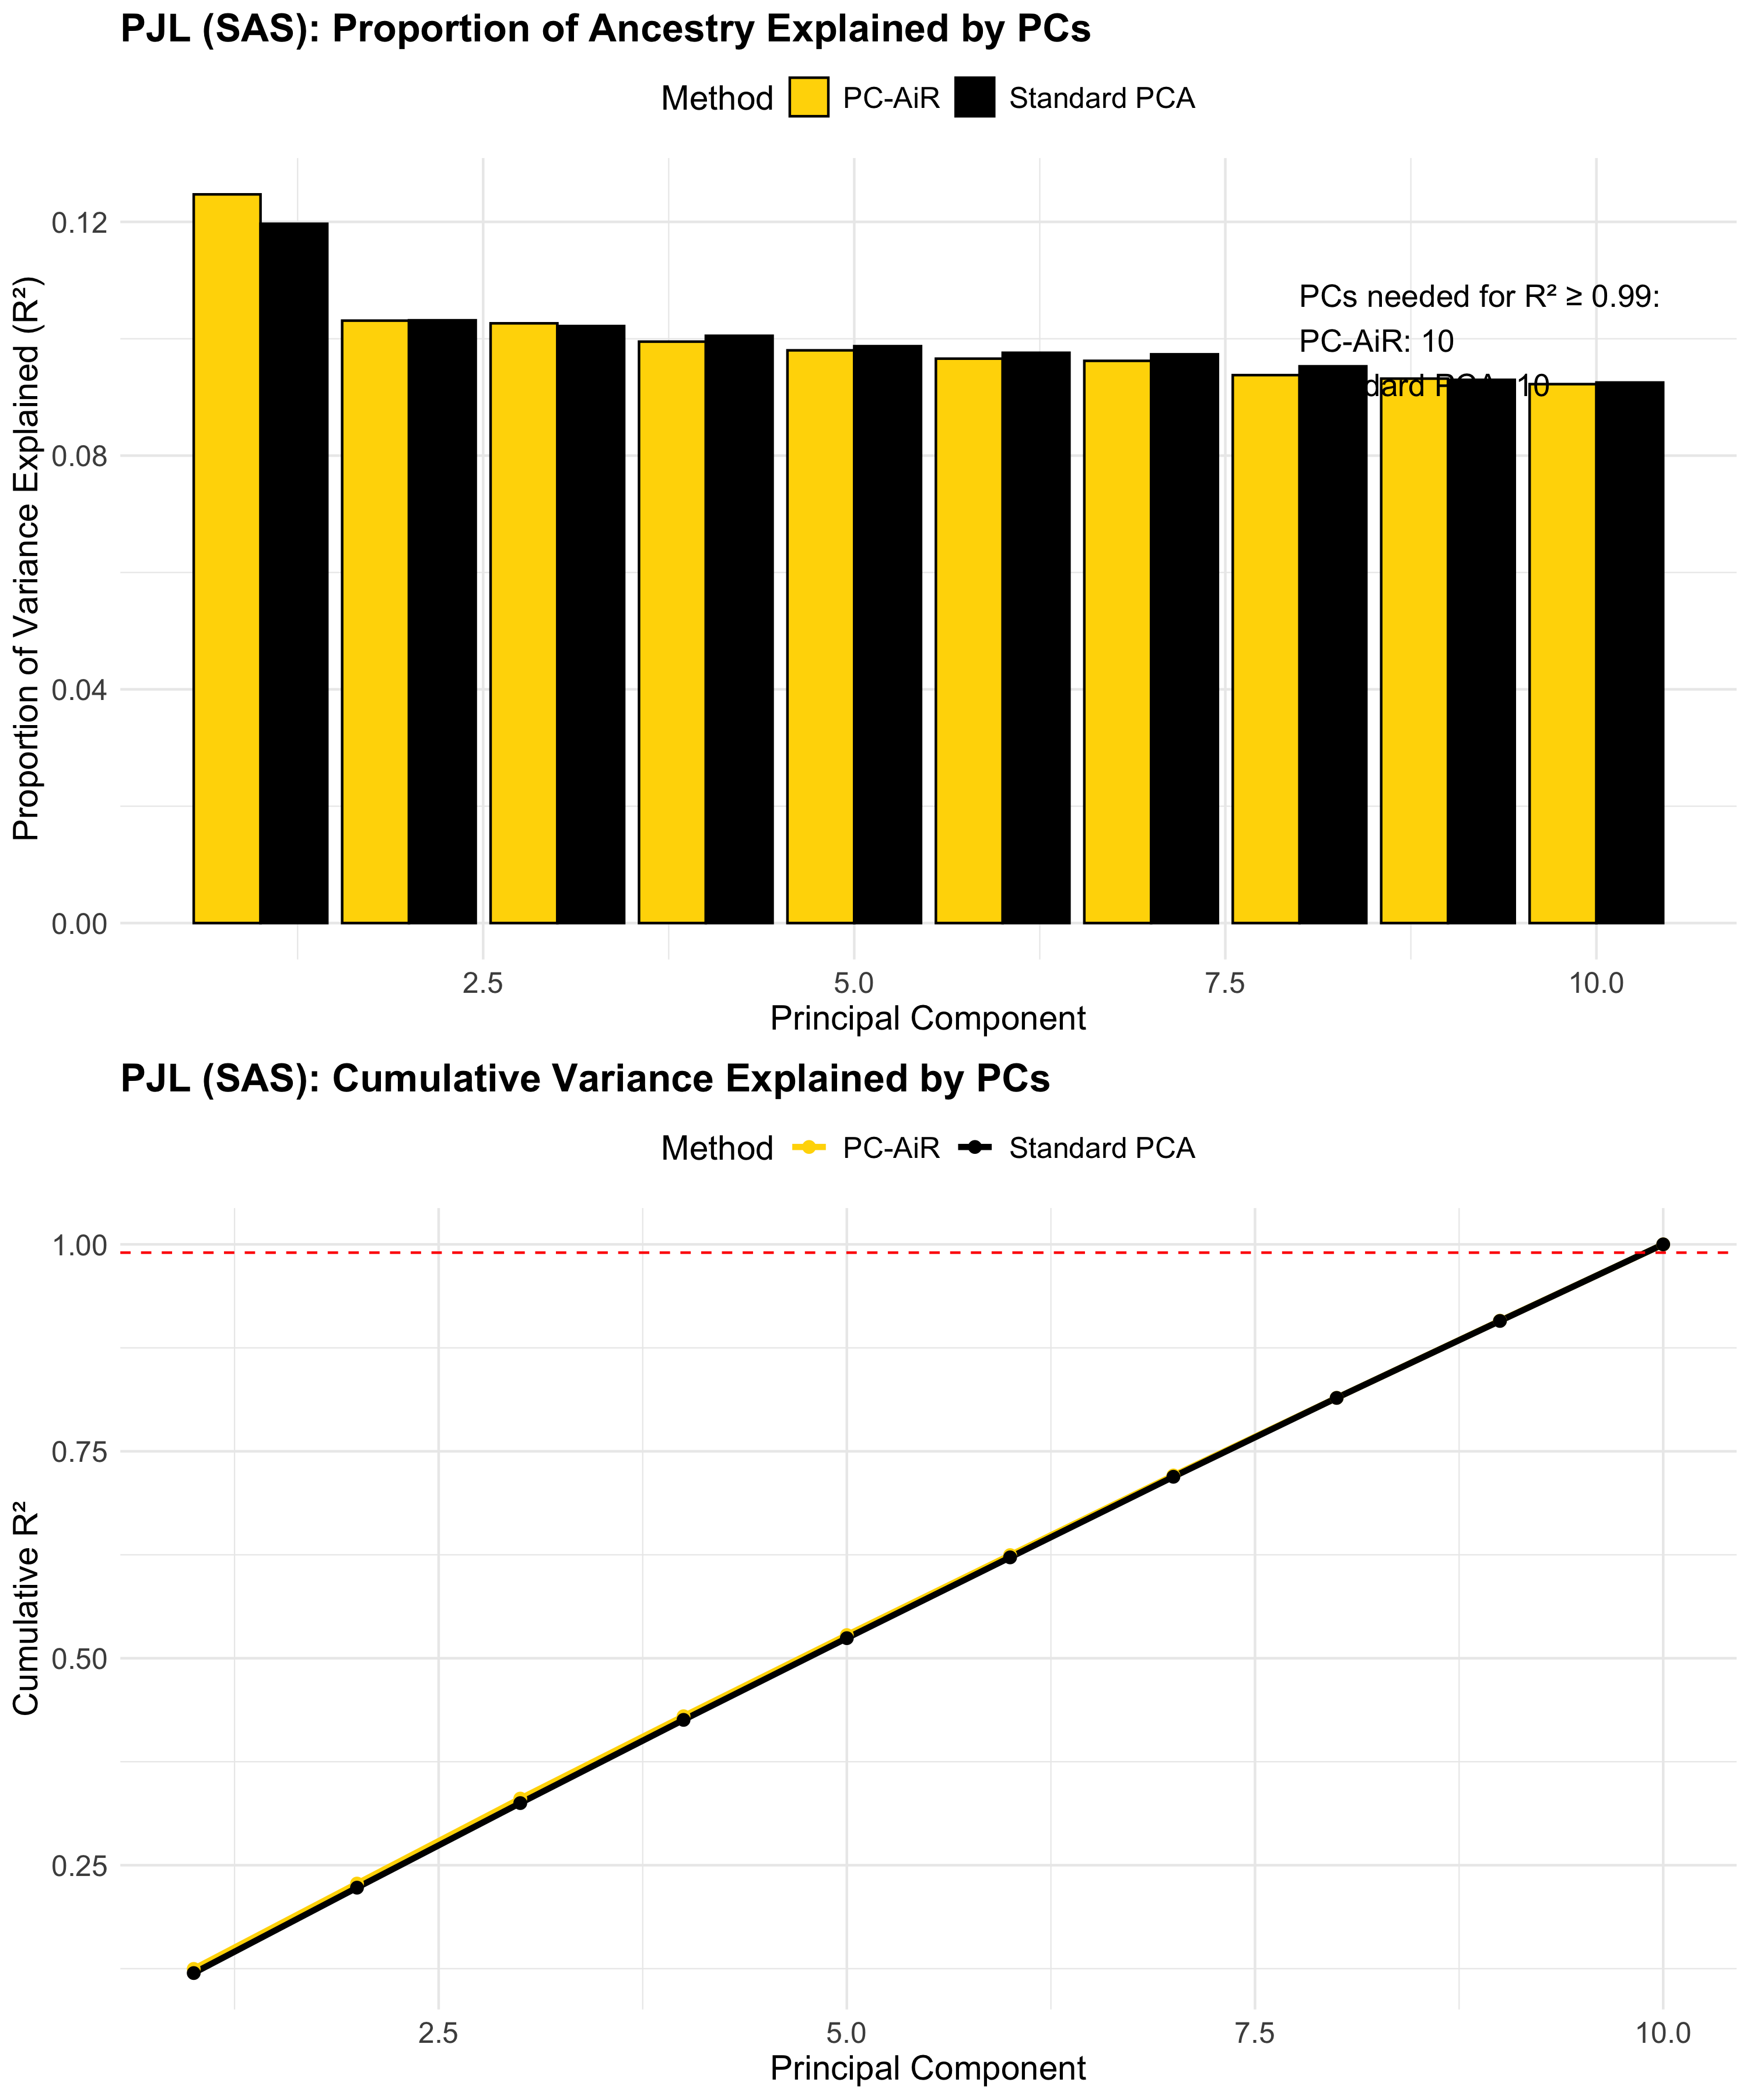 PJL (SAS): Proportion of Ancestry Explained by PCs
Method PC-AiR Standard PCA
Proportion of Variance Explained (R²)
0.12
0.08
0.04
0.00
PCs needed for R² ≥ 0.99:
PC-AiR: 10
dard PCA: 10
2.5 5.0 7.5 10.0
Principal Component
PJL (SAS): Cumulative Variance Explained by PCs
Method PC-AiR Standard PCA
Cumulative R²
1.00
0.75
0.50
0.25
2.5 5.0 7.5 10.0
Principal Component